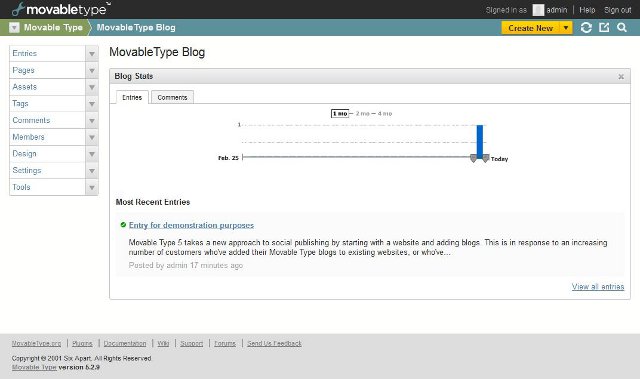 movabletype™
Signed in as admin | Help Sign out
Movable Type MovableType Blog
Create New
Entries
Pages
Assets
Tags
Comments
Members
Design
Settings
Tools
MovableType Blog
Blog Stats
Entries Comments
1 mo — 2 mo — 4 mo
1
Feb. 25 Today
Most Recent Entries
Entry for demonstration purposes
Movable Type 5 takes a new approach to social publishing by starting with a website and adding blogs. This is in response to an increasing
number of customers who've added their Movable Type blogs to existing websites, or who've...
Posted by admin 17 minutes ago
View all entries
MovableType.org | Plugins | Documentation | Wiki | Support | Forums | Send Us Feedback
Copyright © 2001 Six Apart. All Rights Reserved.
Movable Type version 5.2.9